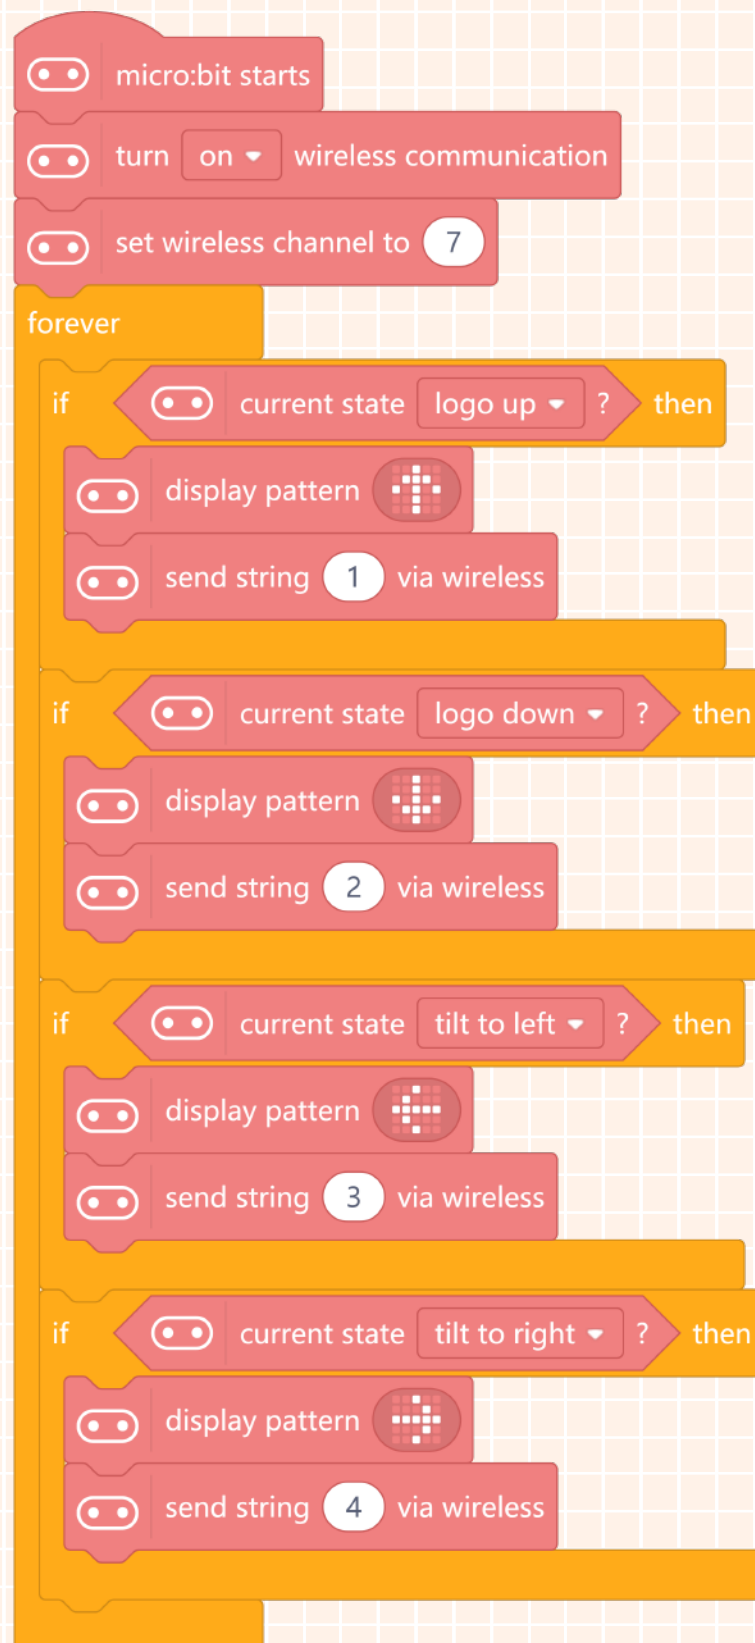 micro:bit starts
turn on wireless communication
set wireless channel to 7
forever
if current state logo up ? then
display pattern
send string 1 via wireless
if current state logo down ? then
display pattern
send string 2 via wireless
if current state tilt to left ? then
display pattern
send string 3 via wireless
if current state tilt to right ? then
display pattern
send string 4 via wireless